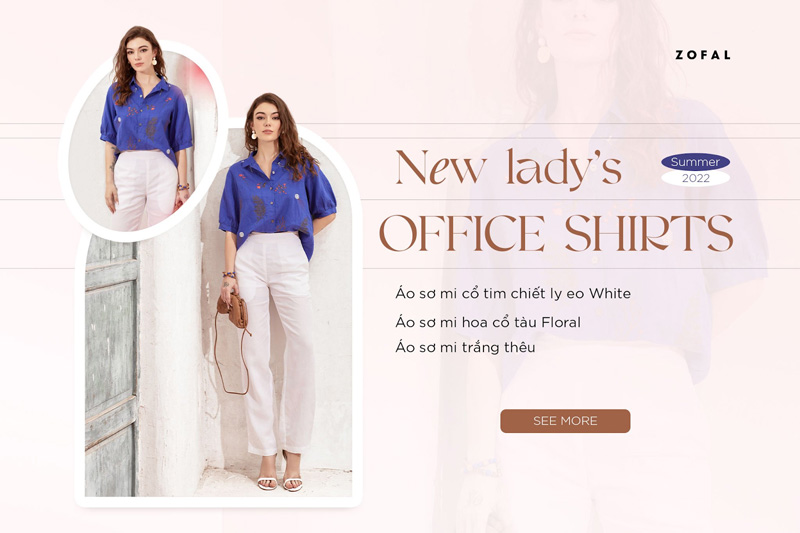 ZOFAL
New lady's
Summer
2022
OFFICE SHIRTS
Áo sơ mi cổ tim chiết ly eo White
Áo sơ mi hoa cổ tàu Floral
Áo sơ mi trắng thêu
SEE MORE